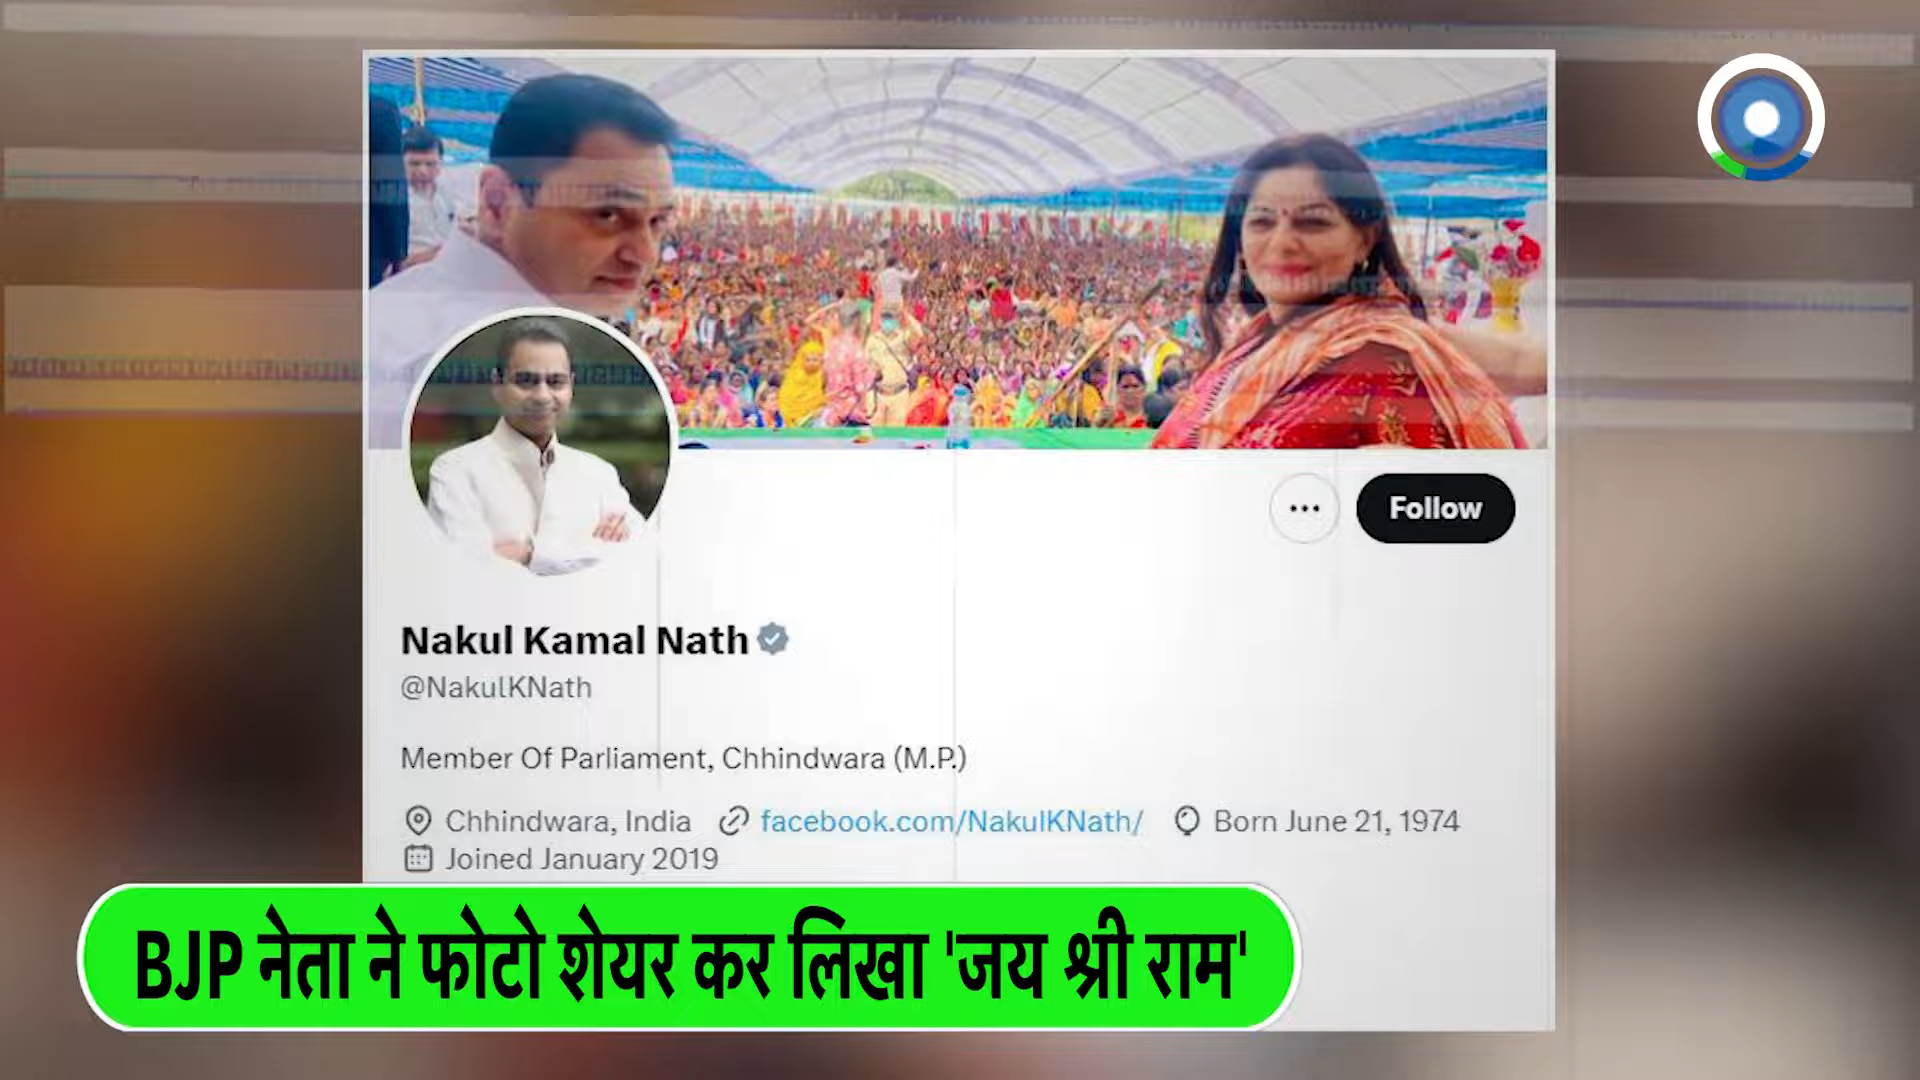 Follow
Nakul Kamal Nath
@NakulKNath
Member Of Parliament, Chhindwara (M.P.)
Chhindwara, India facebook.com/NakulKNath/ Born June 21, 1974
Joined January 2019
BJP नेता ने फोटो शेयर कर लिखा 'जय श्री राम'